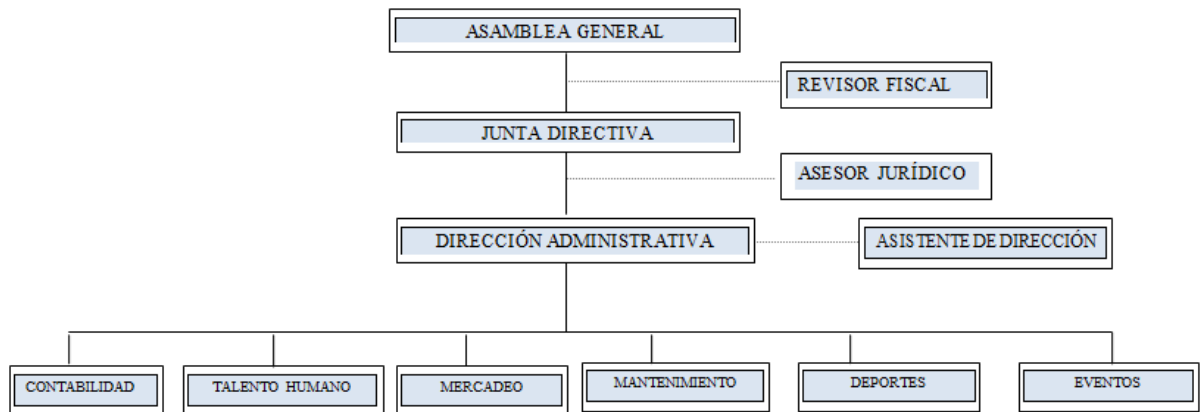 ASAMBLEA GENERAL
REVISOR FISCAL
JUNTA DIRECTIVA
ASESOR JURÍDICO
DIRECCIÓN ADMINISTRATIVA
ASISTENTE DE DIRECCIÓN
CONTABILIDAD
TALENTO HUMANO
MERCADEO
MANTENIMIENTO
DEPORTES
EVENTOS